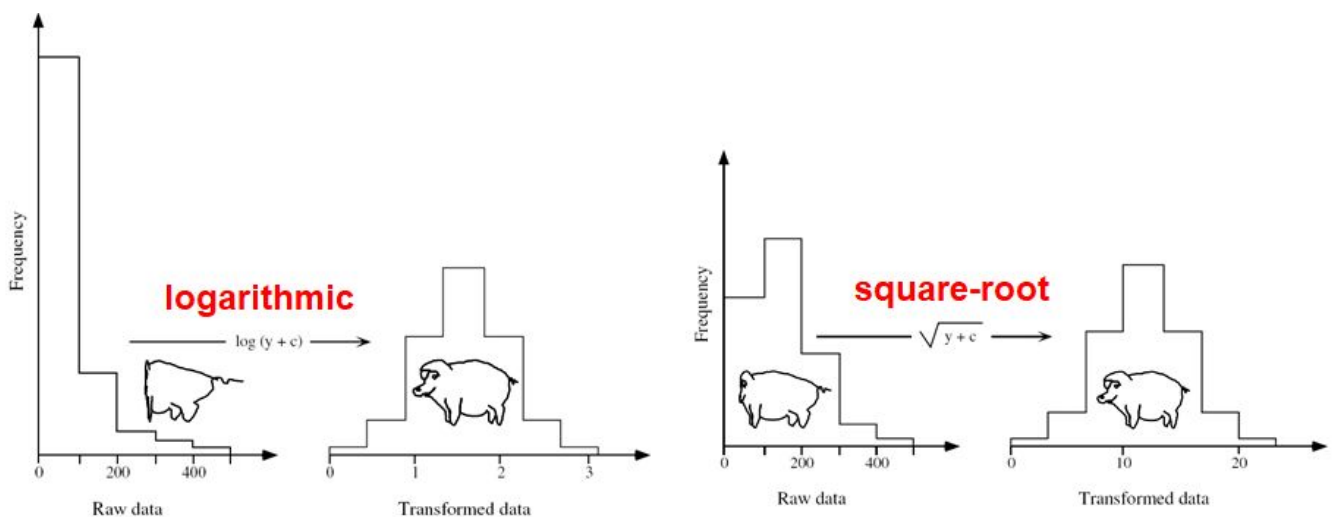 Frequency
logarithmic
log (y + c)
0 200 400
Raw data
0 1 2 3
Transformed data
Frequency
square-root
√ y + c
0 200 400
Raw data
0 10 20
Transformed data